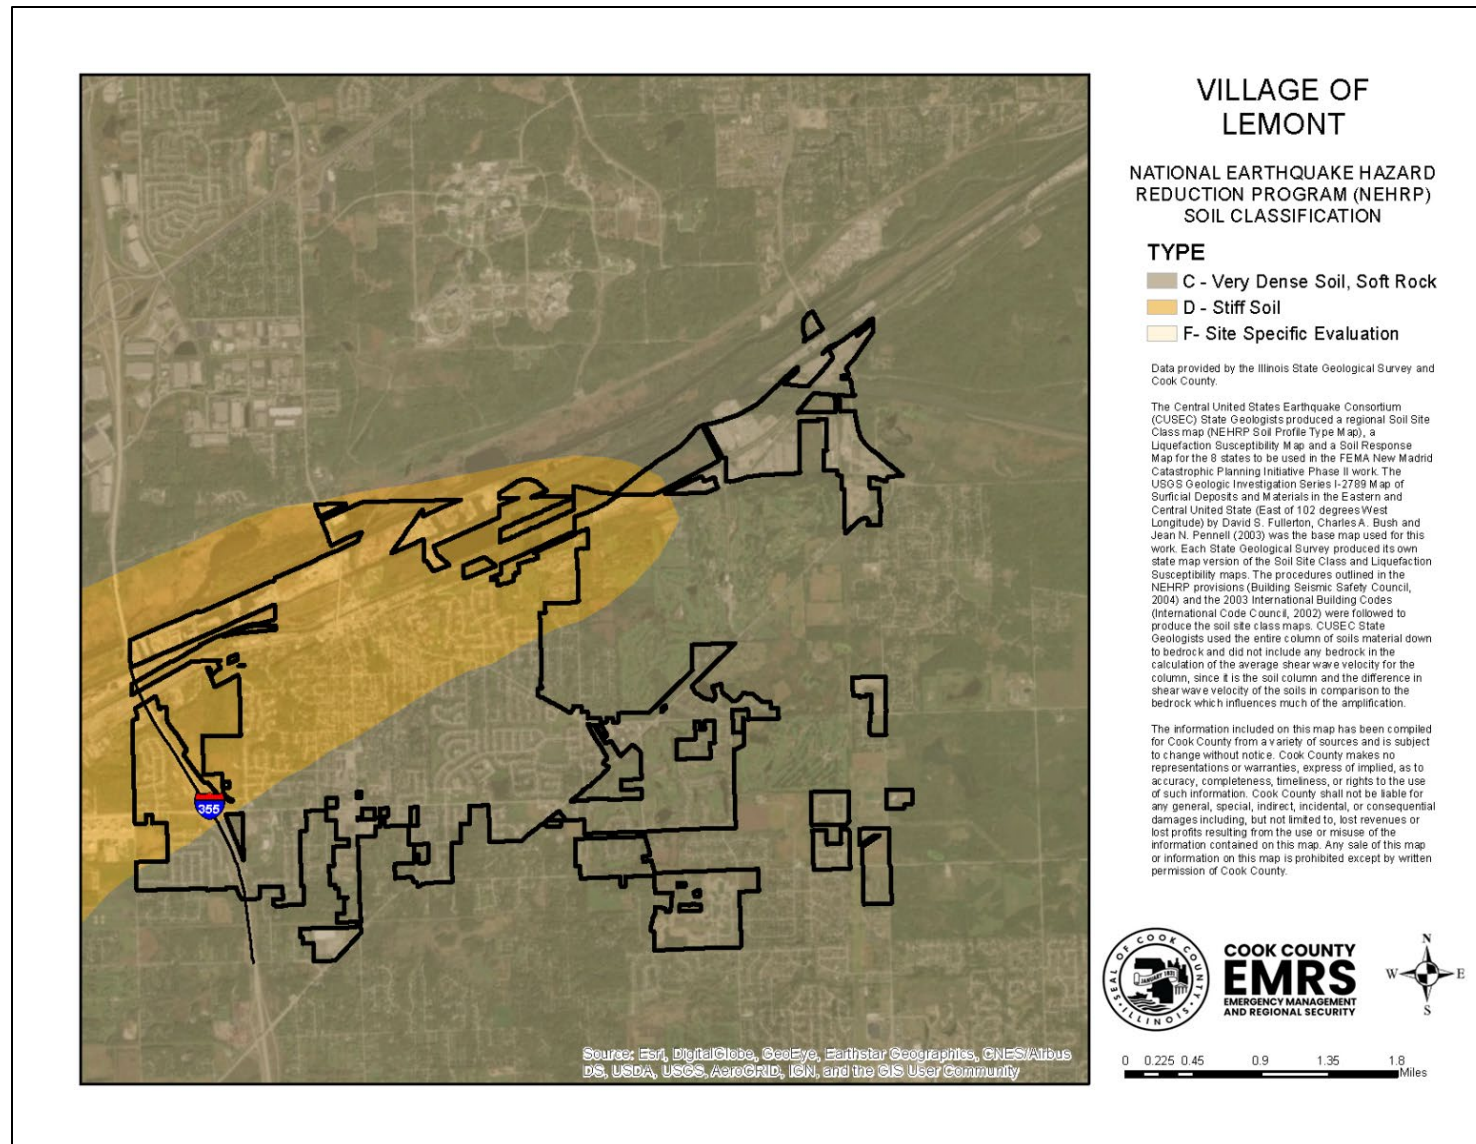 VILLAGE OF
LEMONT
NATIONAL EARTHQUAKE HAZARD
REDUCTION PROGRAM (NEHRP)
SOIL CLASSIFICATION
TYPE
C - Very Dense Soil, Soft Rock
D - Stiff Soil
F- Site Specific Evaluation
Data provided by the Illinois State Geological Survey and
Cook County.
The Central United States Earthquake Consortium
(CUSEC) State Geologists produced a regional Soil Site
Class map (NEHRP Soil Profile Type Map), a
Liquefaction Susceptibility Map and a Soil Response
Map for the 8 states to be used in the FEMA New Madrid
Catastrophic Planning Initiative Phase II work. The
USGS Geologic Investigation Series I-2789 Map of
Surficial Deposits and Materials in the Eastern and
Central United State (East of 102 degrees West
Longitude) by David S. Fullerton, Charles A. Bush and
Jean N. Pennell (2003) was the base map used for this
work. Each State Geological Survey produced its own
state map version of the Soil Site Class and Liquefaction
Susceptibility maps. The procedures outlined in the
NEHRP provisions (Building Seismic Safety Council,
2004) and the 2003 International Building Codes
(International Code Council, 2002) were followed to
produce the soil site class maps. CUSEC State
Geologists used the entire column of soils material down
to bedrock and did not include any bedrock in the
calculation of the average shear wave velocity for the
column, since it is the soil column and the difference in
shear wave velocity of the soils in comparison to the
bedrock which influences much of the amplification.
The information included on this map has been compiled
for Cook County from a variety of sources and is subject
to change without notice. Cook County makes no
representations or warranties, express of implied, as to
accuracy, completeness, timeliness, or rights to the use
of such information. Cook County shall not be liable for
any general, special, indirect, incidental, or consequential
damages including, but not limited to, lost revenues or
lost profits resulting from the use or misuse of the
information contained on this map. Any sale of this map
or information on this map is prohibited except by written
permission of Cook County.
355
Source: Esri, DigitalGlobe, GeoEye, Earthstar Geographics, CNES/Airbus
DS, USDA, USGS, AeroGRID, IGN, and the GIS User Community
SEAL OF COOK COUNTY
JANUARY 1831
ILLINOIS
COOK COUNTY
EMRS
EMERGENCY MANAGEMENT
AND REGIONAL SECURITY
N
W E
S
0 0.225 0.45 0.9 1.35 1.8
Miles